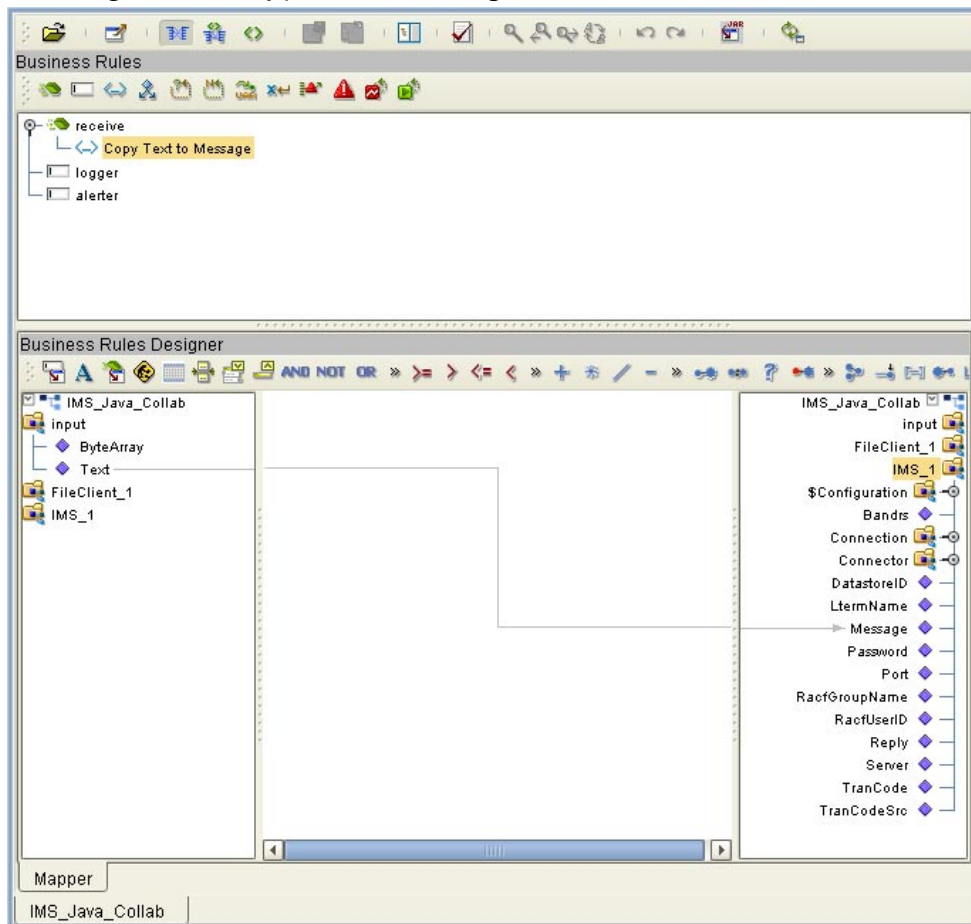 JAR
Business Rules
receive
Copy Text to Message
logger
alerter
Business Rules Designer
A AND NOT OR » >= > <= < » + / - » ? »
IMS_Java_Collab
input
ByteArray
Text
FileClient_1
IMS_1
IMS_Java_Collab
input
FileClient_1
IMS_1
$Configuration
Bandrs
Connection
Connector
DatastoreID
LtermName
Message
Password
Port
RacfGroupName
RacfUserID
Reply
Server
TranCode
TranCodeSrc
Mapper
IMS_Java_Collab